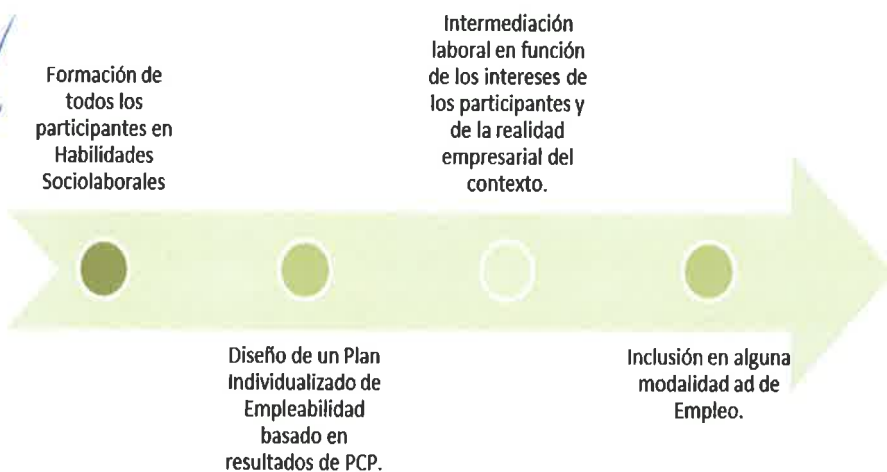 Formación de
todos los
participantes en
Habilidades
Sociolaborales
Diseño de un Plan
Individualizado de
Empleabilidad
basado en
resultados de PCP.
Intermediación
laboral en función
de los intereses de
los participantes y
de la realidad
empresarial del
contexto.
Inclusión en alguna
modalidad ad de
Empleo.